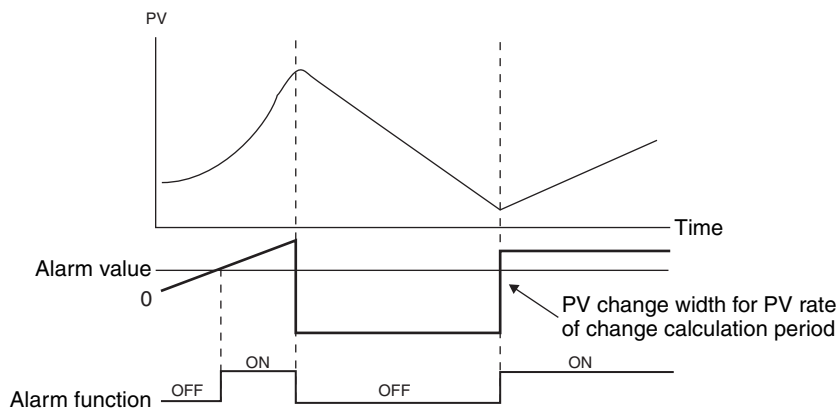 PV
Time
Alarm value
0
PV change width for PV rate
of change calculation period
ON
ON
OFF
OFF
Alarm function